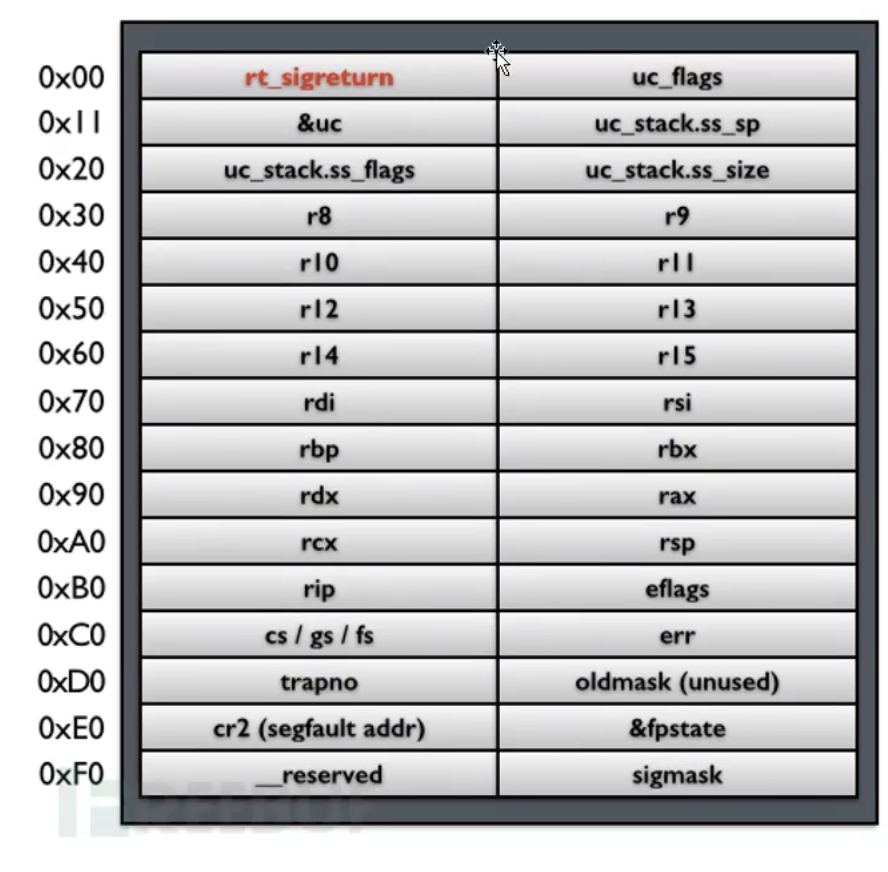 0x00 rt_sigreturn uc_flags
0x11 &uc uc_stack.ss_sp
0x20 uc_stack.ss_flags uc_stack.ss_size
0x30 r8 r9
0x40 r10 r11
0x50 r12 r13
0x60 r14 r15
0x70 rdi rsi
0x80 rbp rbx
0x90 rdx rax
0xA0 rcx rsp
0xB0 rip eflags
0xC0 cs / gs / fs err
0xD0 trapno oldmask (unused)
0xE0 cr2 (segfault addr) &fpstate
0xF0 __reserved sigmask